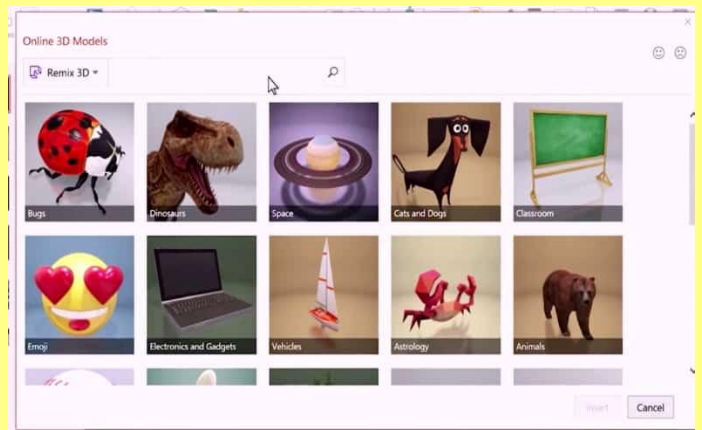 Online 3D Models
Remix 3D
Bugs
Dinosaurs
Space
Cats and Dogs
Classroom
Emoji
Electronics and Gadgets
Vehicles
Astrology
Animals
Insert
Cancel